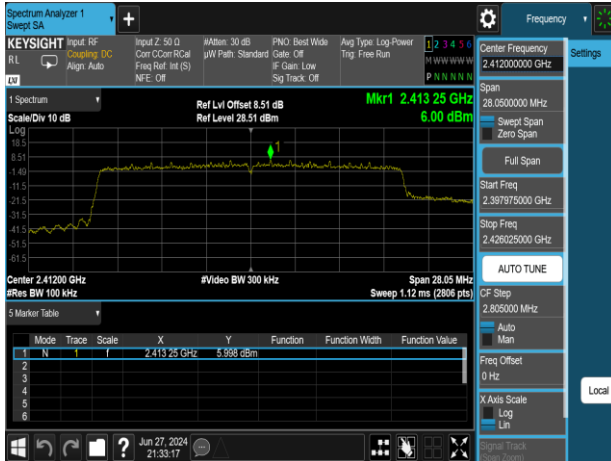 Spectrum Analyzer 1
Swept SA
+
Frequency
KEYSIGHT
RL
Input: RF
Coupling: DC
Align: Auto
Input Z: 50 Ω
Corr CCorr RCal
Freq Ref: Int (S)
NFE: Off
#Atten: 30 dB
µW Path: Standard
PNO: Best Wide
Gate: Off
IF Gain: Low
Sig Track: Off
Avg Type: Log-Power
Trig: Free Run
1 2 3 4 5 6
M W W W W W
P N N N N N
1 Spectrum
Scale/Div 10 dB
Ref Lvl Offset 8.51 dB
Ref Level 28.51 dBm
Mkr1 2.413 25 GHz
6.00 dBm
Log
18.5
8.51
-1.49
-11.5
-21.5
-31.5
-41.5
-51.5
-61.5
1
Center 2.41200 GHz
#Res BW 100 kHz
#Video BW 300 kHz
Span 28.05 MHz
Sweep 1.12 ms (2806 pts)
5 Marker Table
Mode Trace Scale X Y Function Function Width Function Value
1 N 1 f 2.413 25 GHz 5.998 dBm
2
3
4
5
6
Jun 27, 2024
21:33:17
?
Center Frequency
2.412000000 GHz
Settings
Span
28.0500000 MHz
Swept Span
Zero Span
Full Span
Start Freq
2.397975000 GHz
Stop Freq
2.426025000 GHz
AUTO TUNE
CF Step
2.805000 MHz
Auto
Man
Freq Offset
0 Hz
X Axis Scale
Log
Lin
Local
Signal Track
(Span Zoom)